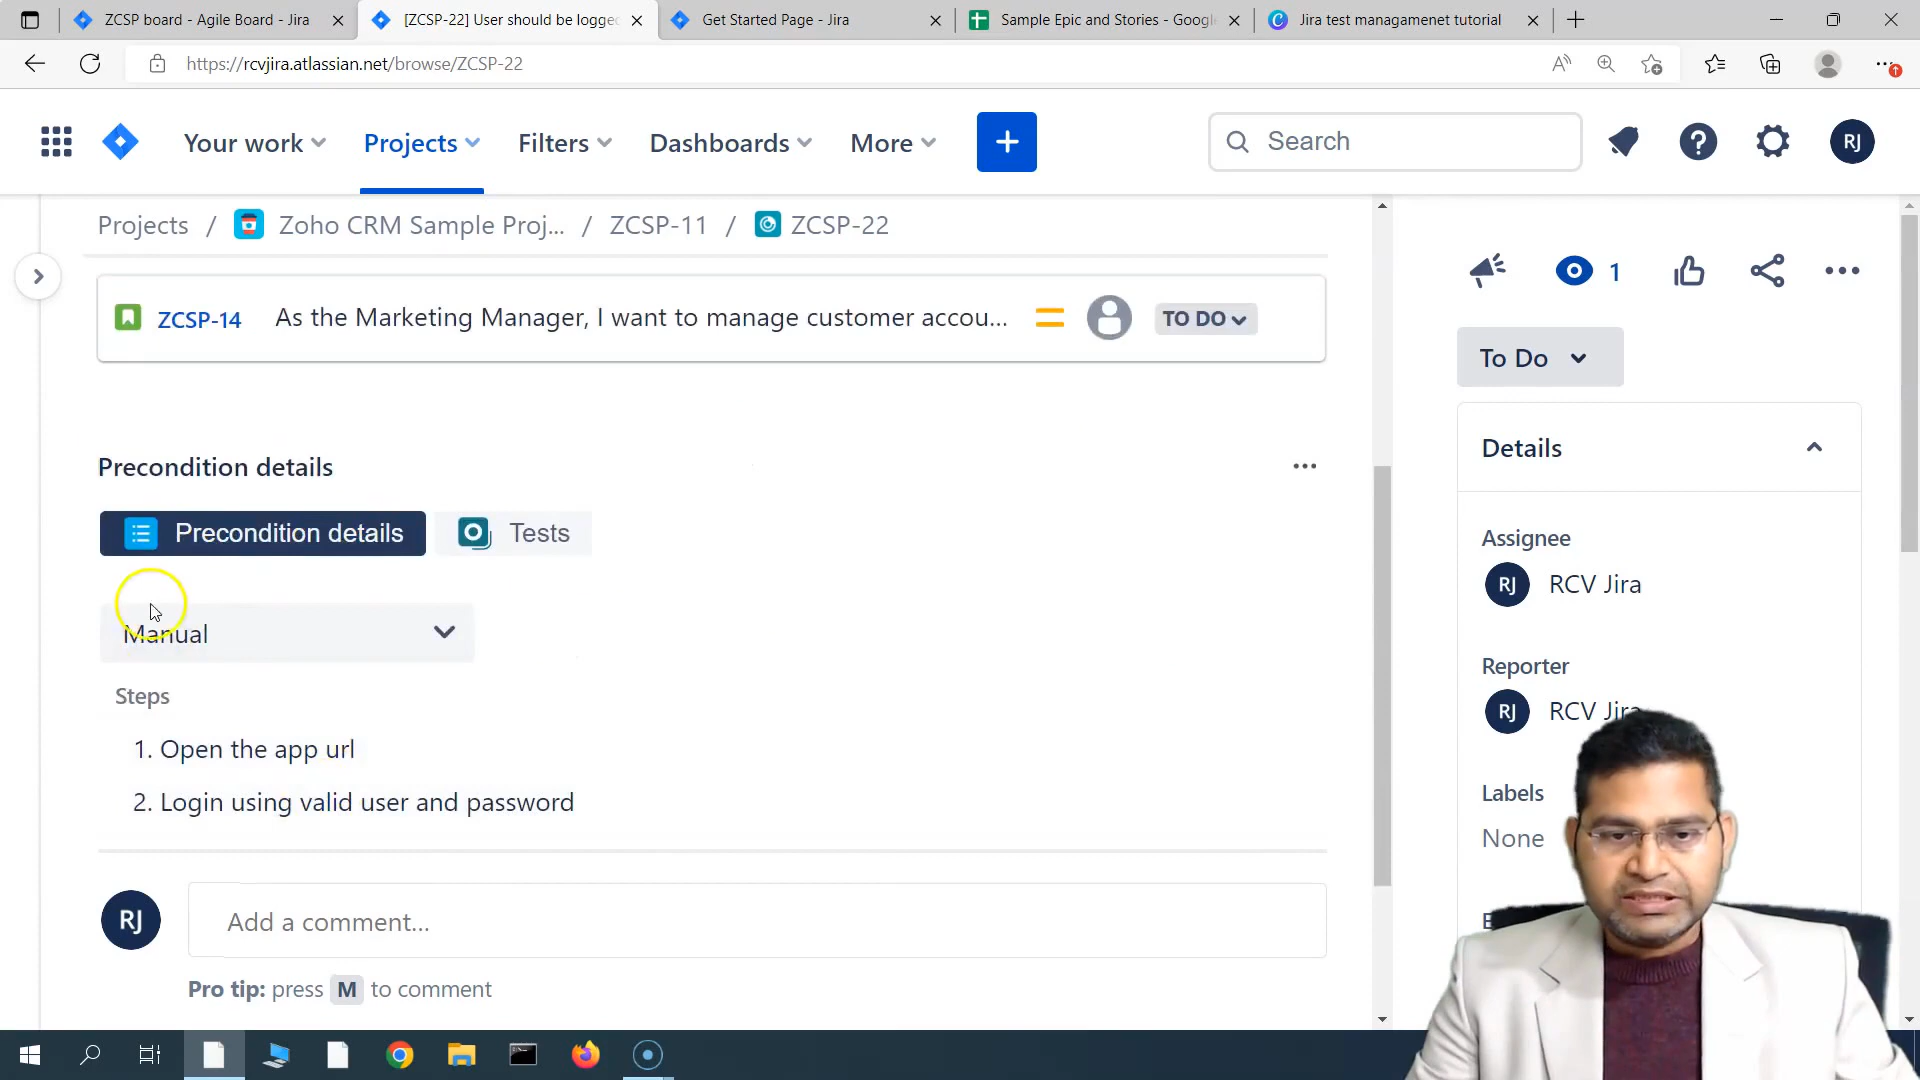 ZCSP board - Agile Board - Jira
[ZCSP-22] User should be logge
Get Started Page - Jira
Sample Epic and Stories - Googl
Jira test managamenet tutorial
https://rcvjira.atlassian.net/browse/ZCSP-22
Your work
Projects
Filters
Dashboards
More
Search
RJ
Projects / Zoho CRM Sample Proj... / ZCSP-11 / ZCSP-22
1
ZCSP-14 As the Marketing Manager, I want to manage customer accou... TO DO
To Do
Precondition details
Details
Precondition details
Tests
Assignee
RJ RCV Jira
Manual
Reporter
Steps
RJ RCV Jira
1. Open the app url
2. Login using valid user and password
Labels
None
RJ Add a comment...
Pro tip: press M to comment